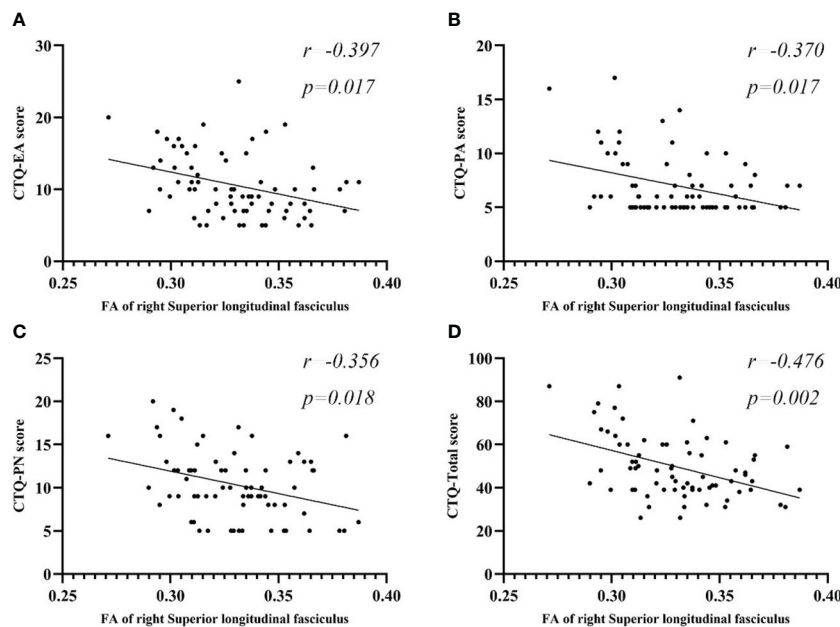 A
30
20
10
0
CTQ-EA score
r=-0.397
p=0.017
0.25
0.30
0.35
0.40
FA of right Superior longitudinal fasciculus
B
20
15
10
5
0
CTQ-PA score
r=-0.370
p=0.017
0.25
0.30
0.35
0.40
FA of right Superior longitudinal fasciculus
C
25
20
15
10
5
0
CTQ-PN score
r=-0.356
p=0.018
0.25
0.30
0.35
0.40
FA of right Superior longitudinal fasciculus
D
100
80
60
40
20
0
CTQ-Total score
r=-0.476
p=0.002
0.25
0.30
0.35
0.40
FA of right Superior longitudinal fasciculus